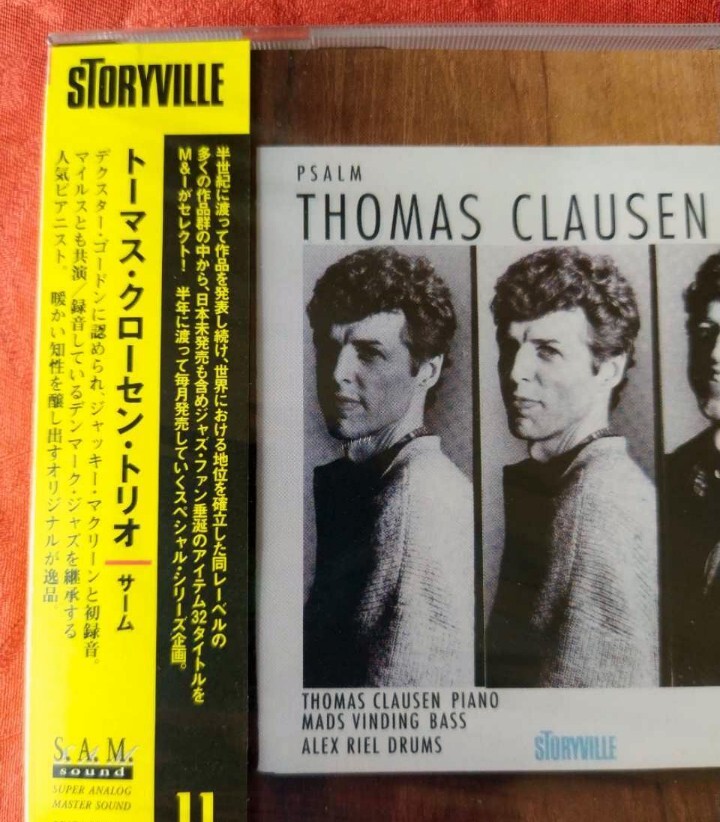 STORYVILLE
トーマス・クローセン・トリオ サーム
デクスター・ゴードンに認められ、ジャッキー・マクリーンと初録音。
マイルスとも共演/録音しているデンマーク・ジャズを継承する
人気ピアニスト。 暖かい知性を醸し出すオリジナルが逸品。
半世紀に渡って作品を発表し続け、世界における地位を確立した同レーベルの
多くの作品群の中から、日本未発売も含めジャズ・ファン垂涎のアイテム32タイトルを
M&Iがセレクト! 半年に渡って毎月発売していくスペシャル・シリーズ企画。
S.A.M.
sound
SUPER ANALOG
MASTER SOUND
11
PSALM
THOMAS CLAUSEN
THOMAS CLAUSEN PIANO
MADS VINDING BASS
ALEX RIEL DRUMS
STORYVILLE